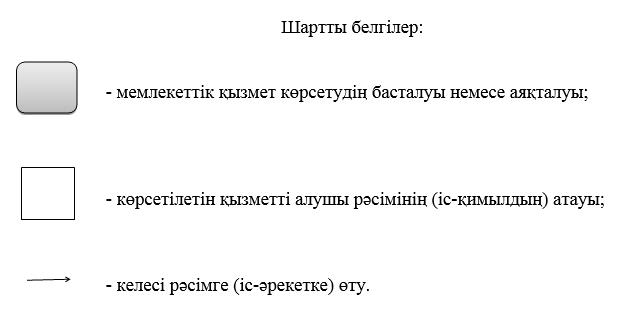 Шартты белгілер:
- мемлекеттік қызмет көрсетудің басталуы немесе аяқталуы;
- көрсетілетін қызметті алушы рәсімінің (іс-қимылдың) атауы;
- келесі рәсімге (іс-әрекетке) өту.